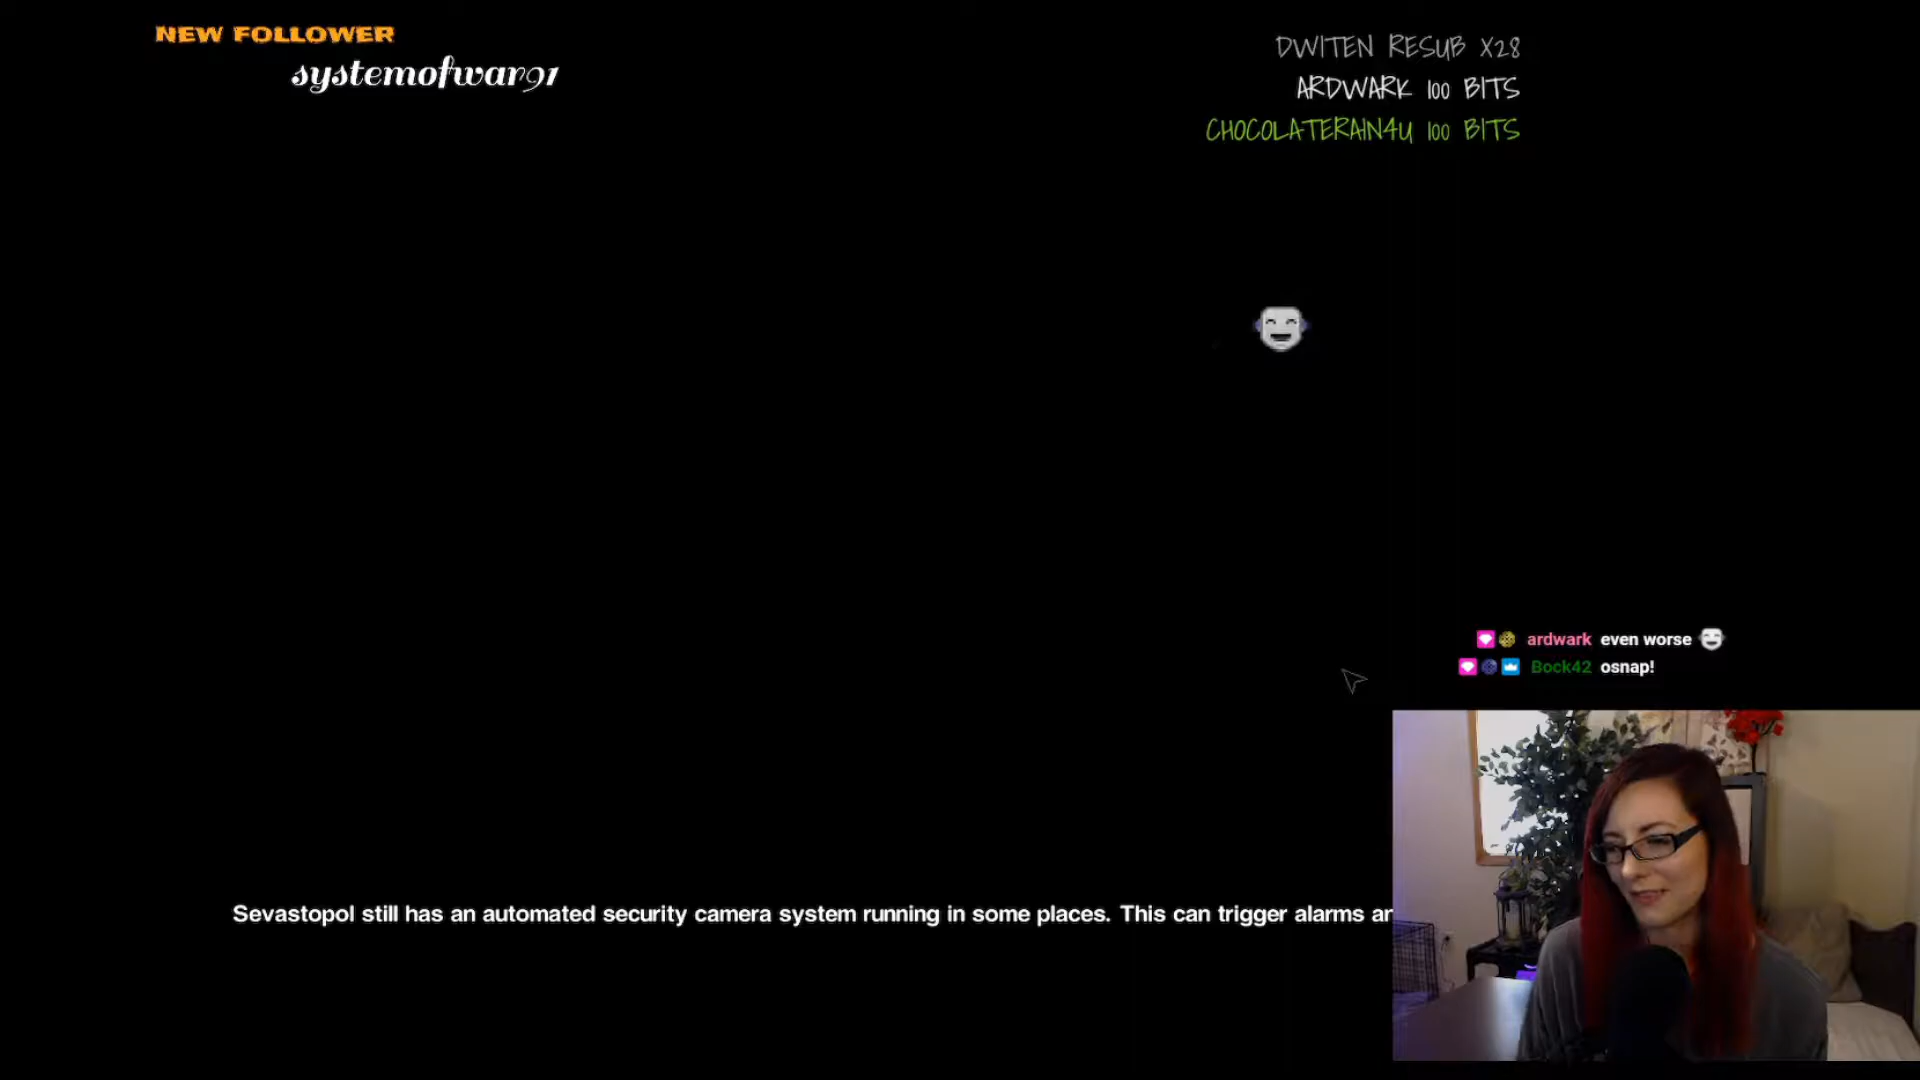 NEW FOLLOWER
systemofwar91
DWITEN RESUB X28
ARDWARK 100 BITS
CHOCOLATERAIN4U 100 BITS
ardwark even worse
Bock42 osnap!
Sevastopol still has an automated security camera system running in some places. This can trigger alarms ar